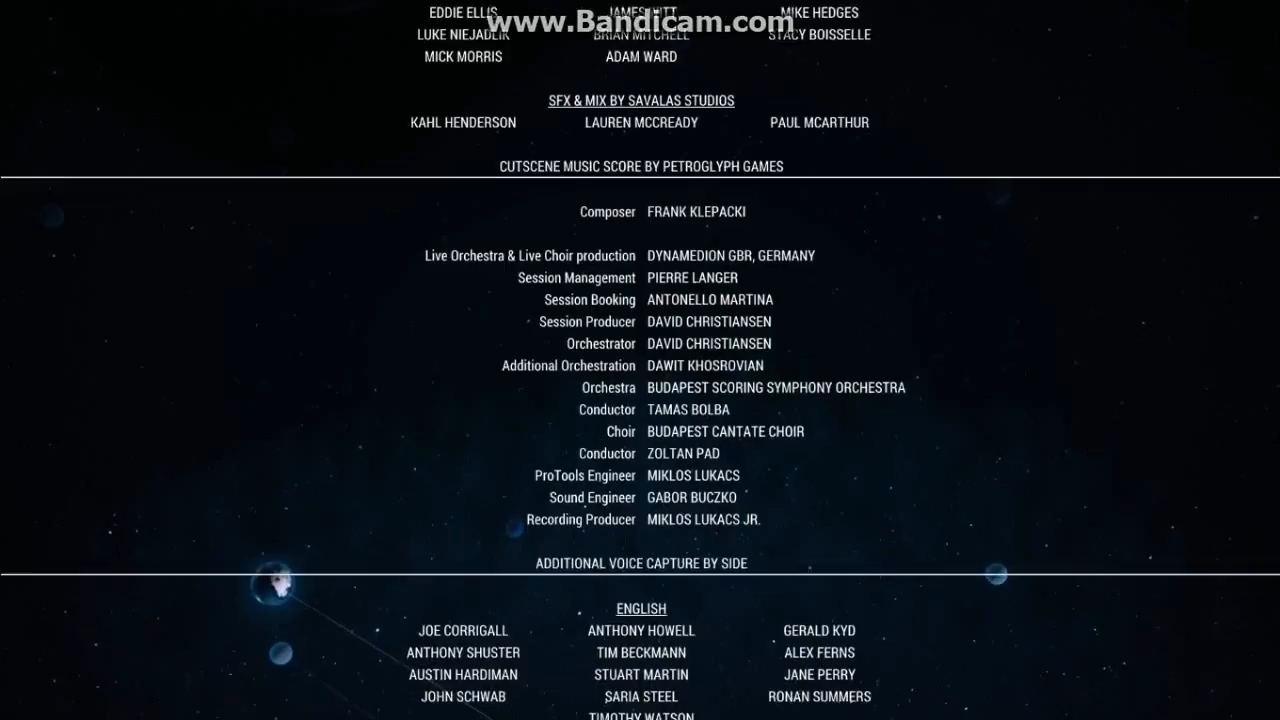 www.Bandicam.com
EDDIE ELLIS JAMES WITT MIKE HEDGES
LUKE NIEJADLIK BRIAN MITCHELL STACY BOISSELLE
MICK MORRIS ADAM WARD
SFX & MIX BY SAVALAS STUDIOS
KAHL HENDERSON LAUREN MCCREADY PAUL MCARTHUR
CUTSCENE MUSIC SCORE BY PETROGLYPH GAMES
Composer FRANK KLEPACKI
Live Orchestra & Live Choir production DYNAMEDION GBR, GERMANY
Session Management PIERRE LANGER
Session Booking ANTONELLO MARTINA
Session Producer DAVID CHRISTIANSEN
Orchestrator DAVID CHRISTIANSEN
Additional Orchestration DAWIT KHOSROVIAN
Orchestra BUDAPEST SCORING SYMPHONY ORCHESTRA
Conductor TAMAS BOLBA
Choir BUDAPEST CANTATE CHOIR
Conductor ZOLTAN PAD
ProTools Engineer MIKLOS LUKACS
Sound Engineer GABOR BUCZKO
Recording Producer MIKLOS LUKACS JR.
ADDITIONAL VOICE CAPTURE BY SIDE
ENGLISH
JOE CORRIGALL ANTHONY HOWELL GERALD KYD
ANTHONY SHUSTER TIM BECKMANN ALEX FERNS
AUSTIN HARDIMAN STUART MARTIN JANE PERRY
JOHN SCHWAB SARIA STEEL RONAN SUMMERS
TIMOTHY WATSON